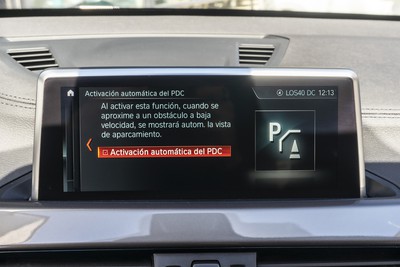 Activación automática del PDC
LOS40 DC 12:13
Al activar esta función, cuando se
aproxime a un obstáculo a baja
velocidad, se mostrará autom. la vista
de aparcamiento.
Activación automática del PDC
P